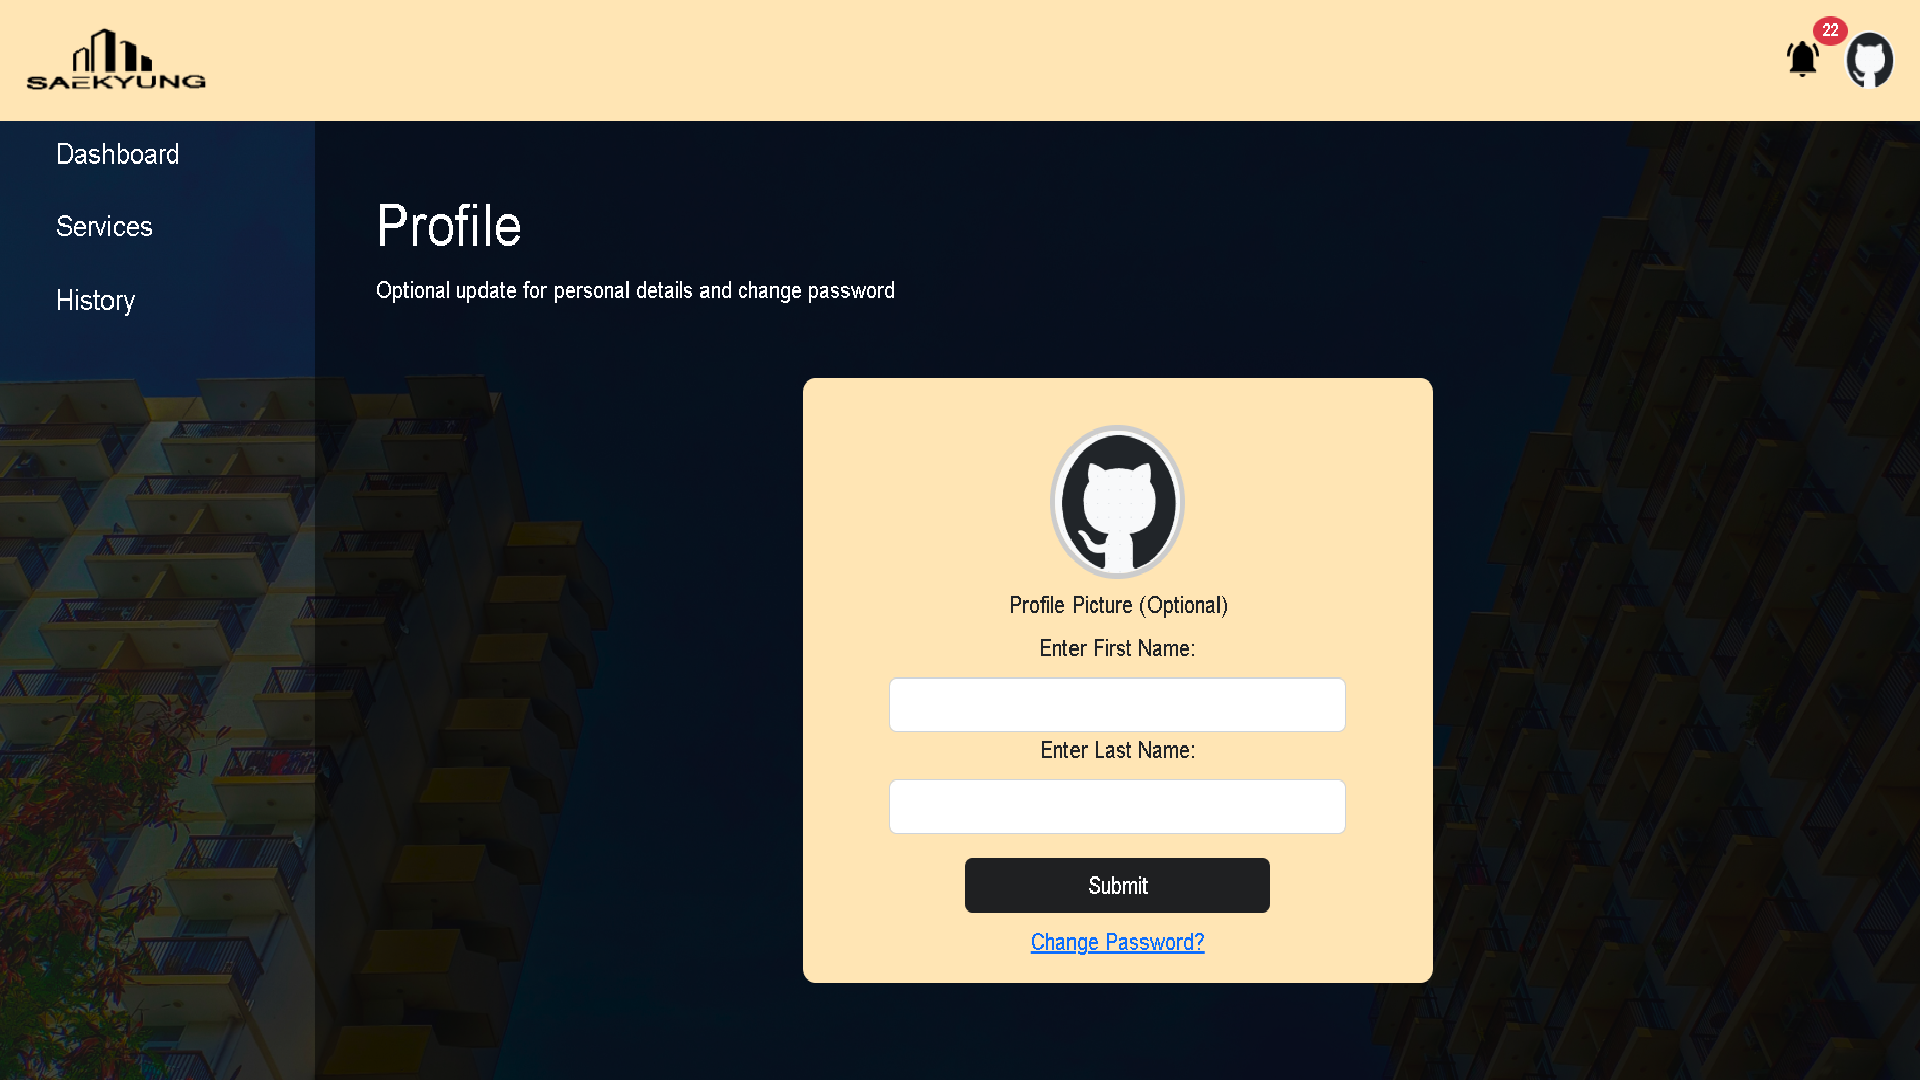 SAEKYUNG
22
Dashboard
Services
History
Profile
Optional update for personal details and change password
Profile Picture (Optional)
Enter First Name:
Enter Last Name:
Submit
Change Password?